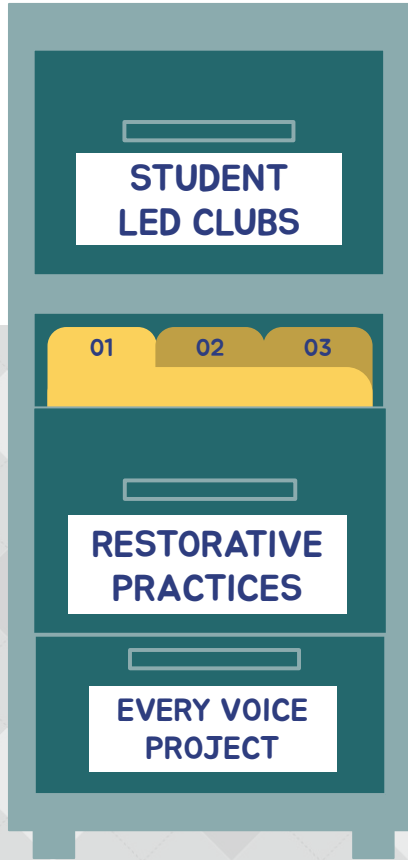 STUDENT
LED CLUBS
01 02 03
RESTORATIVE
PRACTICES
EVERY VOICE
PROJECT